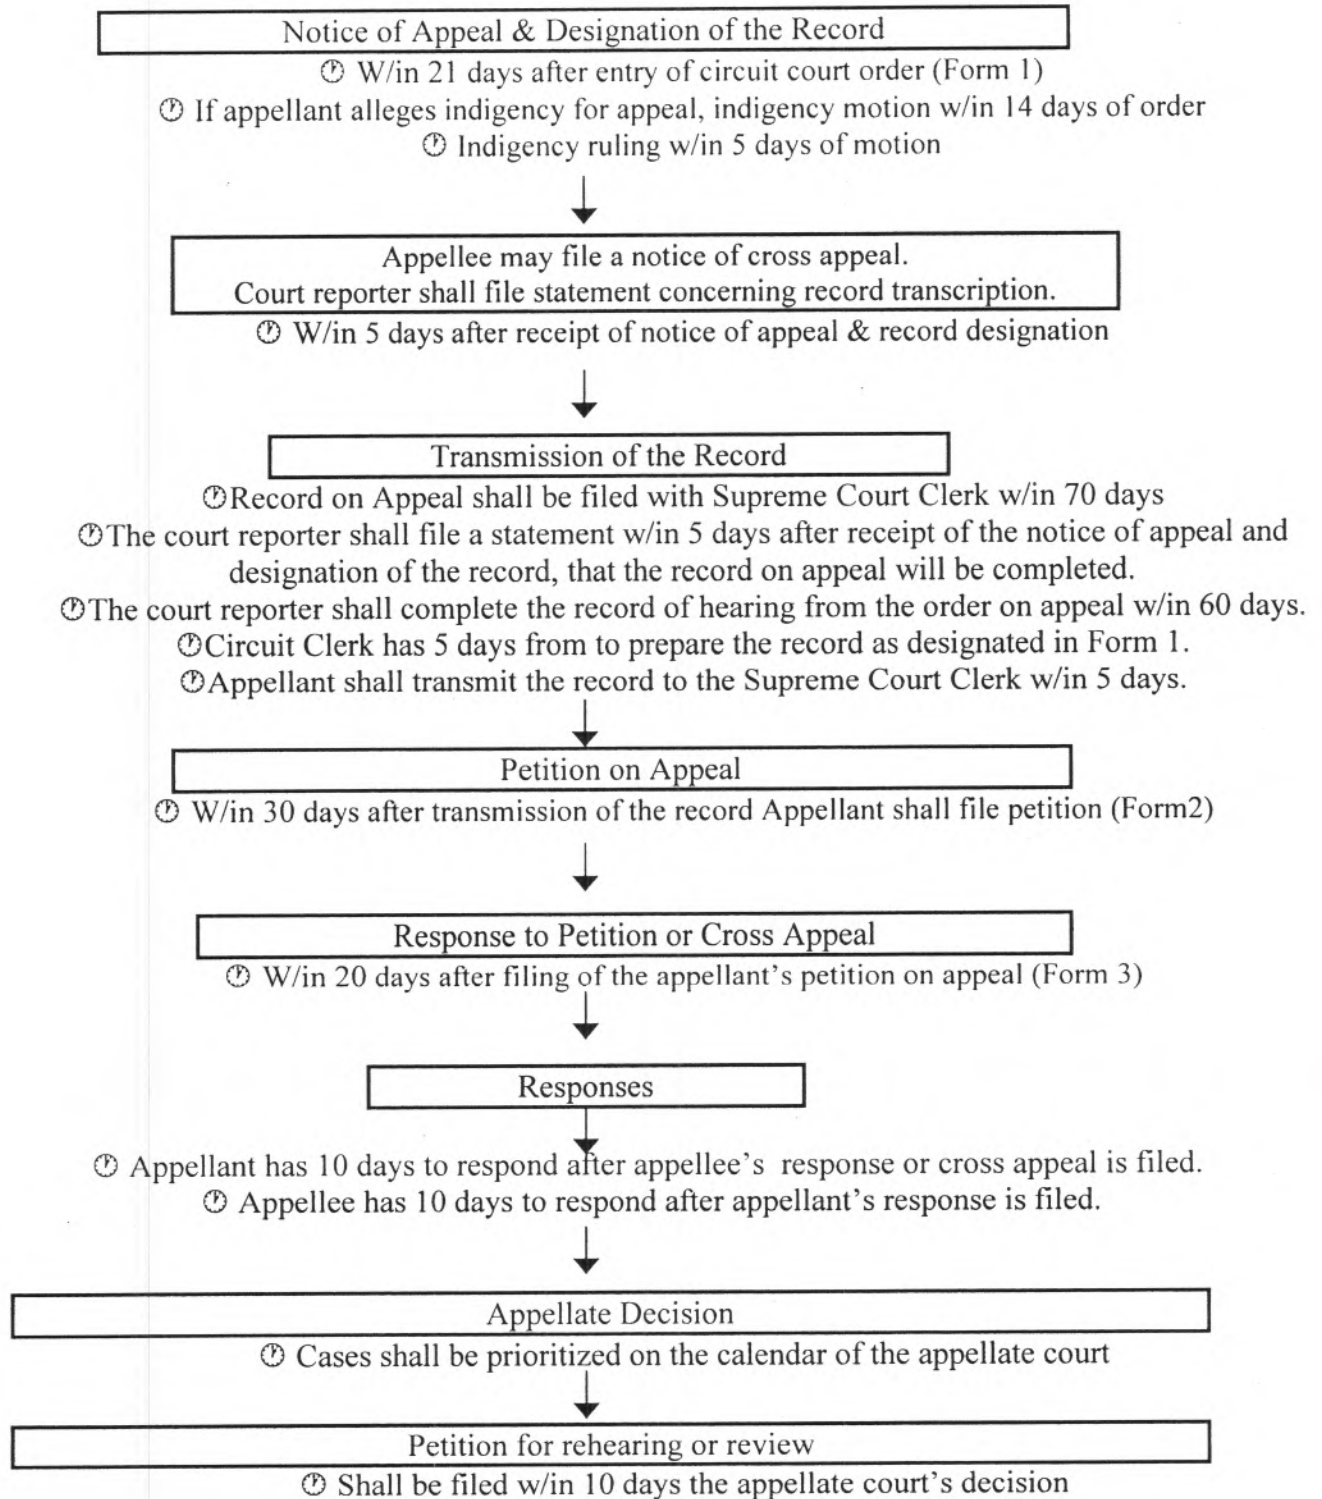 Notice of Appeal & Designation of the Record
W/in 21 days after entry of circuit court order (Form 1)
If appellant alleges indigency for appeal, indigency motion w/in 14 days of order
Indigency ruling w/in 5 days of motion
Appellee may file a notice of cross appeal.
Court reporter shall file statement concerning record transcription.
W/in 5 days after receipt of notice of appeal & record designation
Transmission of the Record
Record on Appeal shall be filed with Supreme Court Clerk w/in 70 days
The court reporter shall file a statement w/in 5 days after receipt of the notice of appeal and
designation of the record, that the record on appeal will be completed.
The court reporter shall complete the record of hearing from the order on appeal w/in 60 days.
Circuit Clerk has 5 days from to prepare the record as designated in Form 1.
Appellant shall transmit the record to the Supreme Court Clerk w/in 5 days.
Petition on Appeal
W/in 30 days after transmission of the record Appellant shall file petition (Form2)
Response to Petition or Cross Appeal
W/in 20 days after filing of the appellant's petition on appeal (Form 3)
Responses
Appellant has 10 days to respond after appellee's response or cross appeal is filed.
Appellee has 10 days to respond after appellant's response is filed.
Appellate Decision
Cases shall be prioritized on the calendar of the appellate court
Petition for rehearing or review
Shall be filed w/in 10 days the appellate court's decision